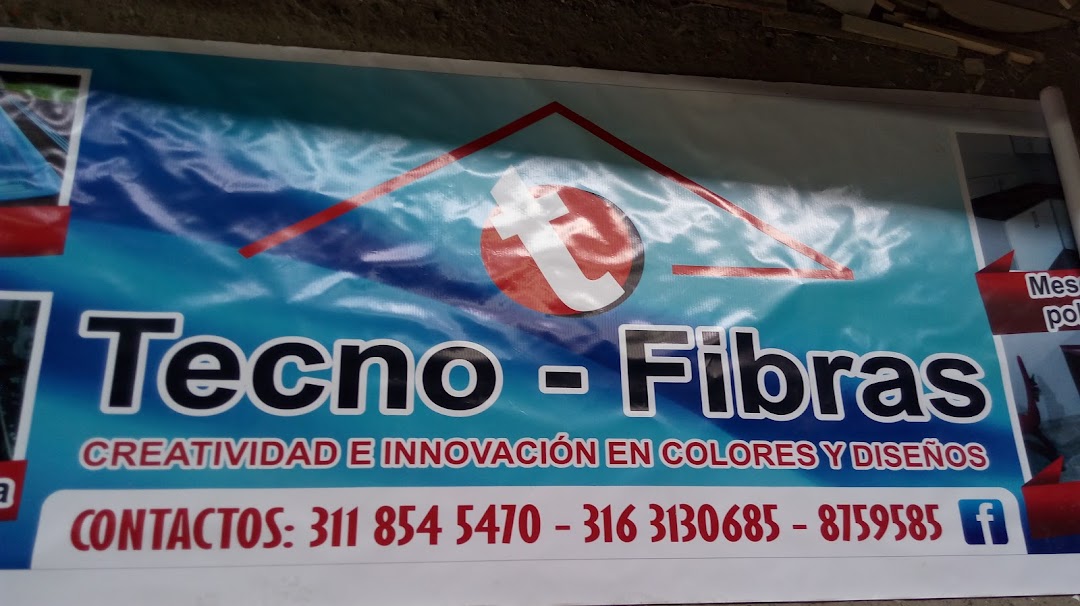 t
Tecno - Fibras
CREATIVIDAD E INNOVACIÓN EN COLORES Y DISEÑOS
CONTACTOS: 311 854 5470 - 316 3130685 - 8759585 f